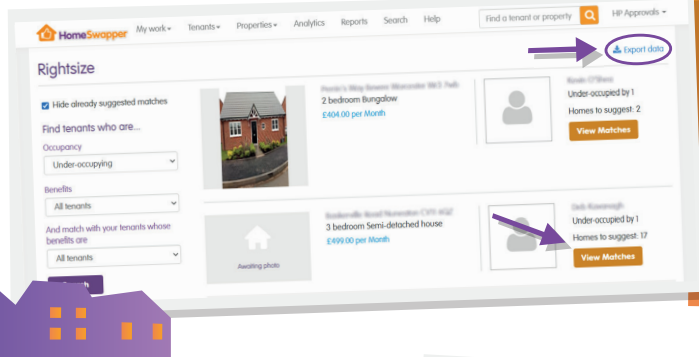 HomeSwapper
My work
Tenants
Properties
Analytics
Reports
Search
Help
Find a tenant or property
HP Approvals
Export data
Rightsize
Hide already suggested matches
Find tenants who are...
Occupancy
Under-occupying
Benefits
All tenants
And match with your tenants whose
benefits are
All tenants
2 bedroom Bungalow
£404.00 per Month
Under-occupied by 1
Homes to suggest: 2
View Matches
Awaiting photo
3 bedroom Semi-detached house
£499.00 per Month
Under-occupied by 1
Homes to suggest: 17
View Matches